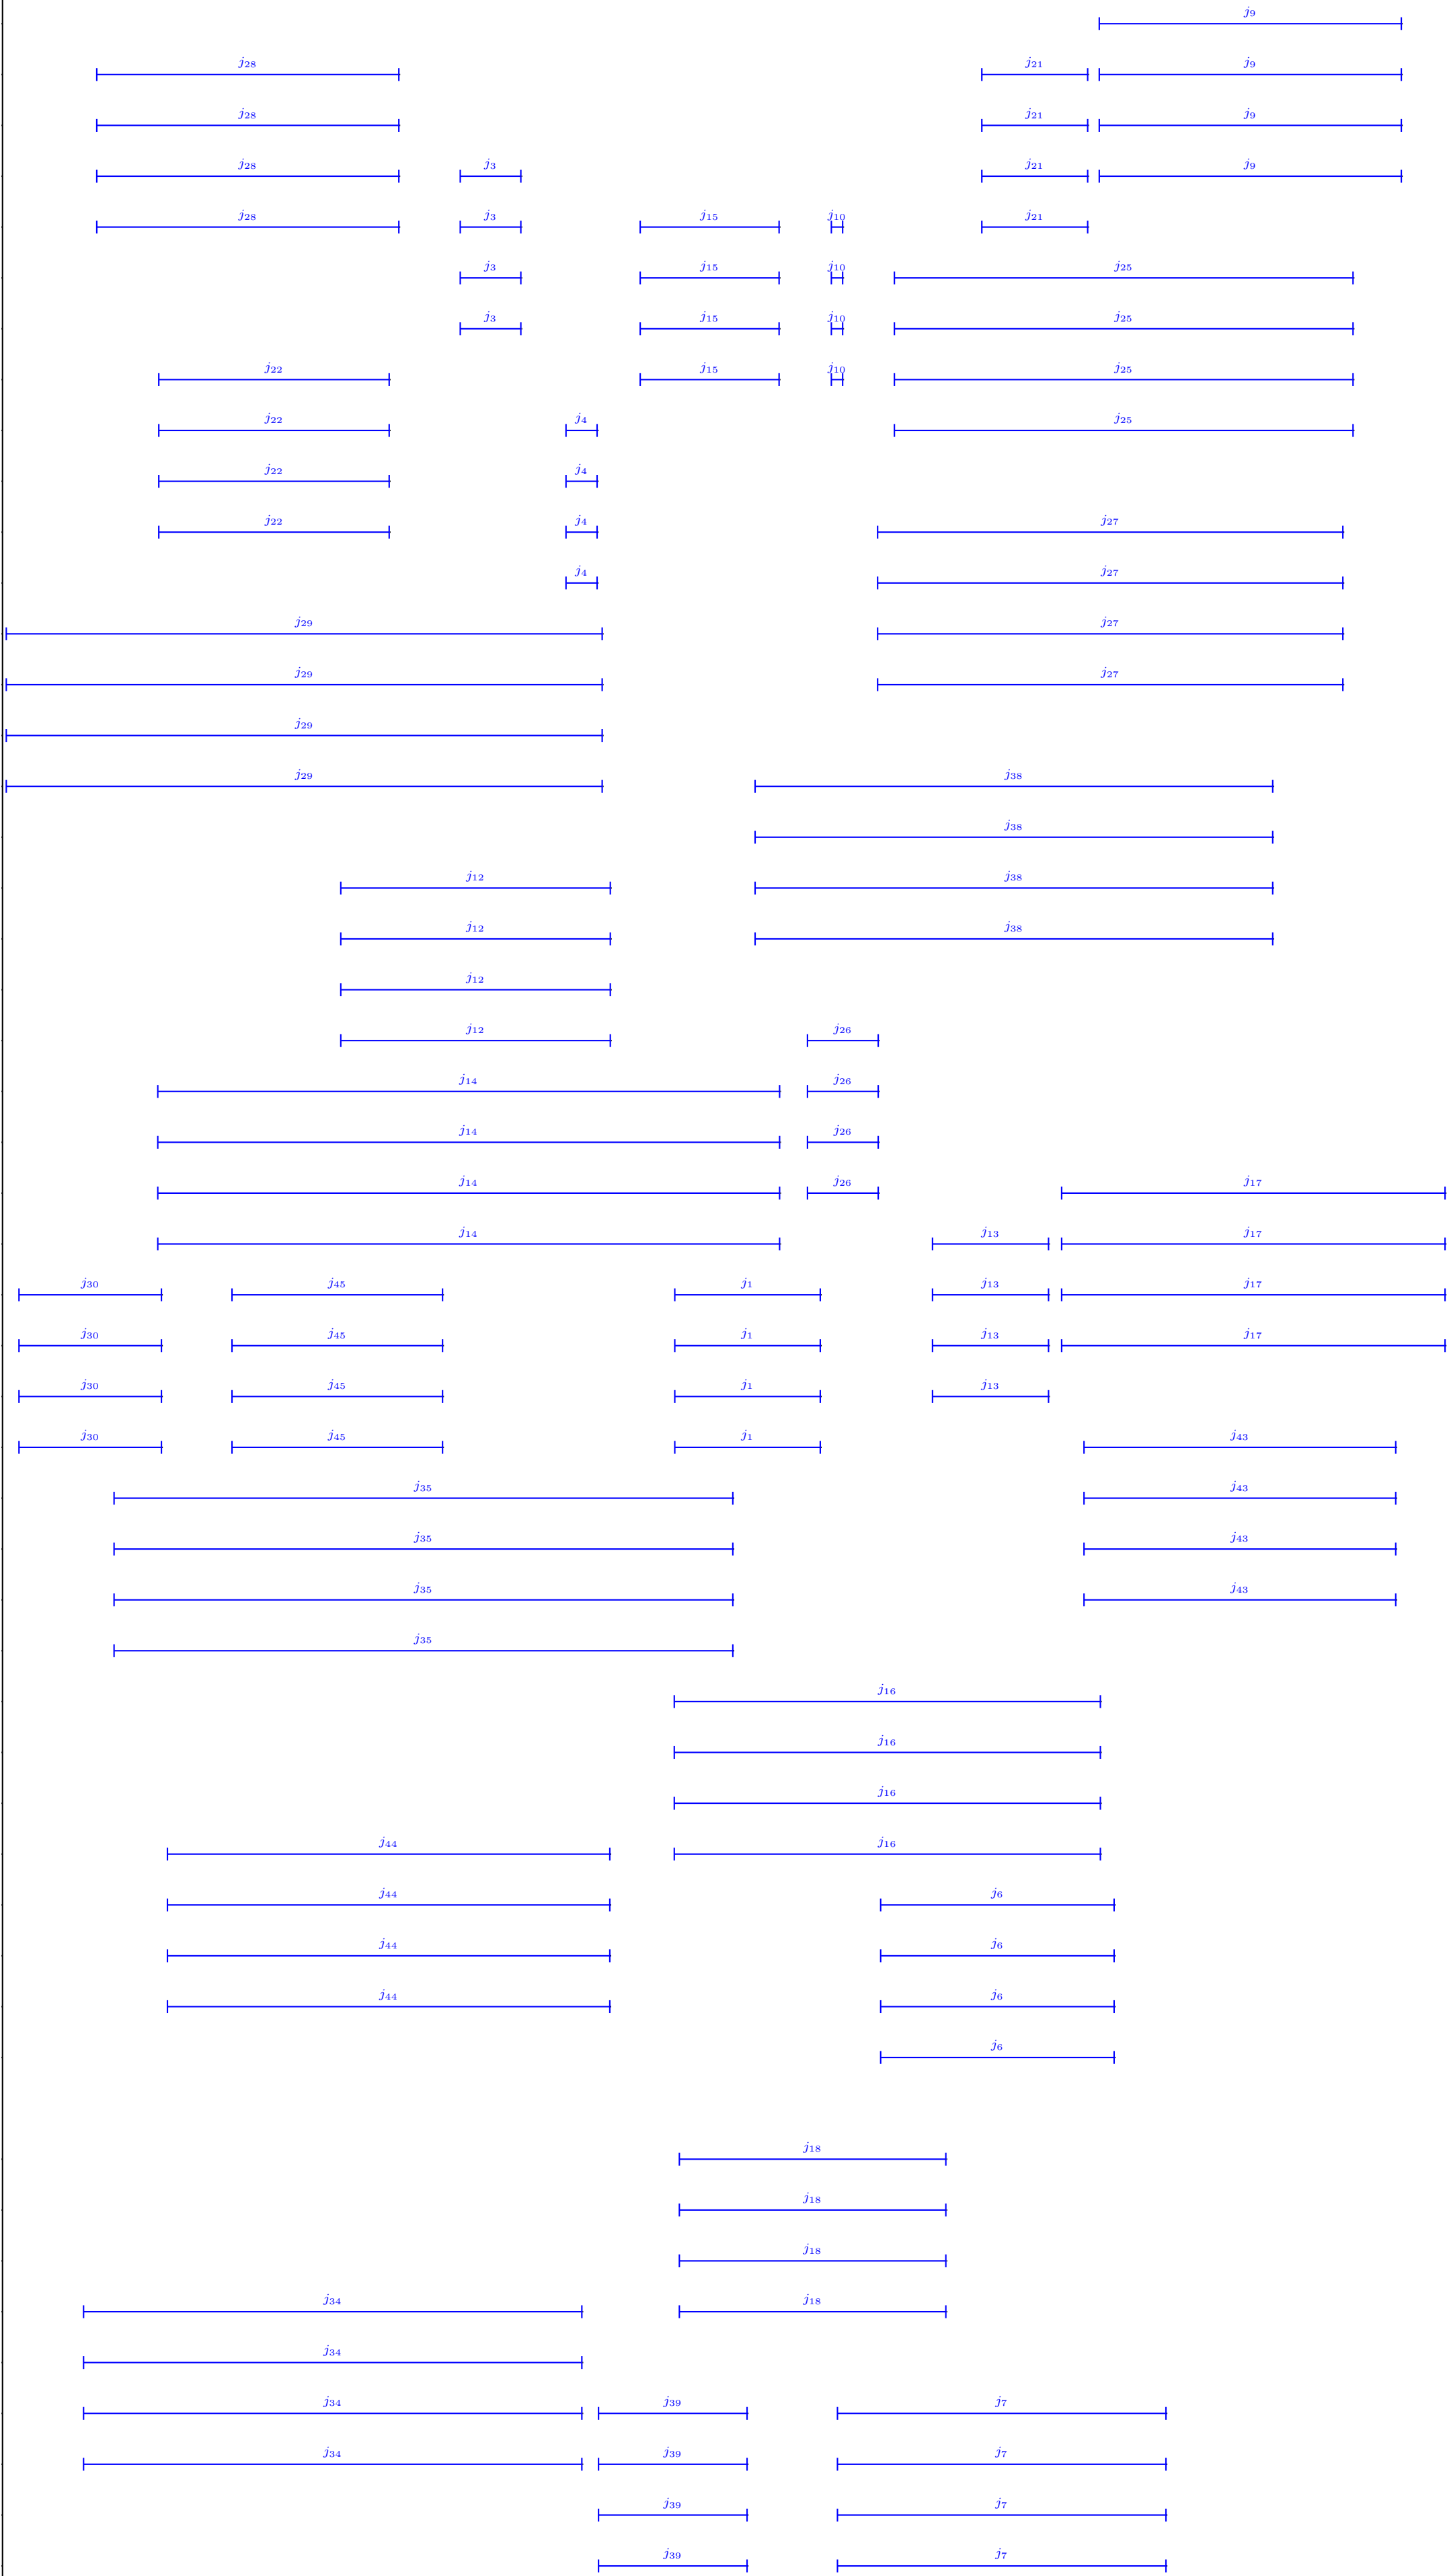 j₉
j₂₈ j₂₁ j₉
j₂₈ j₂₁ j₉
j₂₈ j₃ j₂₁ j₉
j₂₈ j₃ j₁₅ j₁₀ j₂₁
j₃ j₁₅ j₁₀ j₂₅
j₃ j₁₅ j₁₀ j₂₅
j₂₂ j₁₅ j₁₀ j₂₅
j₂₂ j₄ j₂₅
j₂₂ j₄
j₂₂ j₄ j₂₇
j₄ j₂₇
j₂₉ j₂₇
j₂₉ j₂₇
j₂₉
j₂₉ j₃₈
j₃₈
j₁₂ j₃₈
j₁₂ j₃₈
j₁₂
j₁₂ j₂₆
j₁₄ j₂₆
j₁₄ j₂₆
j₁₄ j₂₆ j₁₇
j₁₄ j₁₃ j₁₇
j₃₀ j₄₅ j₁ j₁₃ j₁₇
j₃₀ j₄₅ j₁ j₁₃ j₁₇
j₃₀ j₄₅ j₁ j₁₃
j₃₀ j₄₅ j₁ j₄₃
j₃₅ j₄₃
j₃₅ j₄₃
j₃₅ j₄₃
j₃₅
j₁₆
j₁₆
j₁₆
j₄₄ j₁₆
j₄₄ j₆
j₄₄ j₆
j₄₄ j₆
j₆
j₁₈
j₁₈
j₁₈
j₃₄ j₁₈
j₃₄
j₃₄ j₃₉ j₇
j₃₄ j₃₉ j₇
j₃₉ j₇
j₃₉ j₇